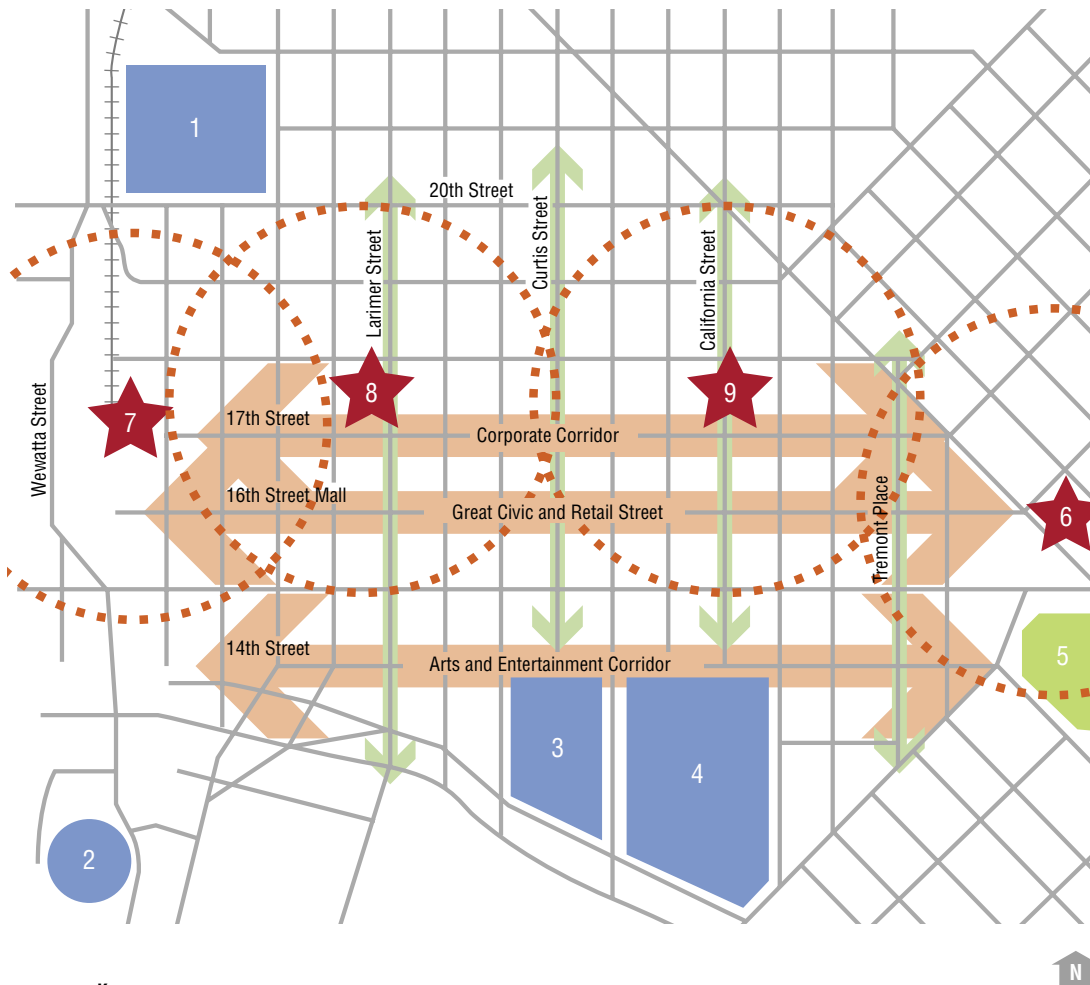 1
20th Street
Curtis Street
Larimer Street
California Street
Wewatta Street
7
8
9
17th Street
Corporate Corridor
16th Street Mall
Great Civic and Retail Street
6
Tremont Place
14th Street
Arts and Entertainment Corridor
5
3
4
2
N